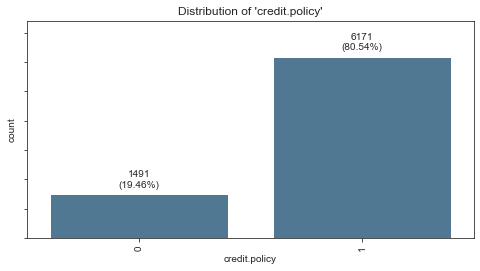 Distribution of 'credit.policy'
6171
(80.54%)
1491
(19.46%)
count
0
1
credit.policy